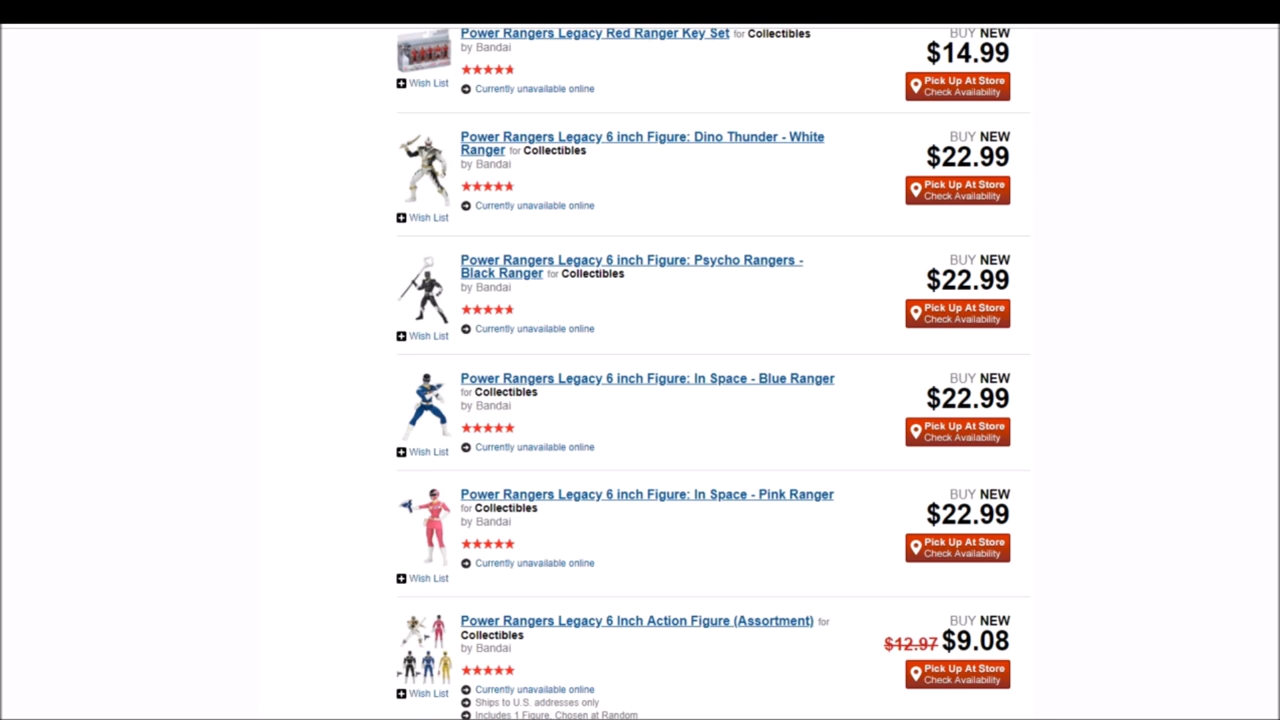 Power Rangers Legacy Red Ranger Key Set for Collectibles
by Bandai
Wish List
Currently unavailable online
BUY NEW
$14.99
Pick Up At Store
Check Availability
Power Rangers Legacy 6 inch Figure: Dino Thunder - White
Ranger for Collectibles
by Bandai
Currently unavailable online
Wish List
BUY NEW
$22.99
Pick Up At Store
Check Availability
Power Rangers Legacy 6 inch Figure: Psycho Rangers -
Black Ranger for Collectibles
by Bandai
Currently unavailable online
Wish List
BUY NEW
$22.99
Pick Up At Store
Check Availability
Power Rangers Legacy 6 inch Figure: In Space - Blue Ranger
for Collectibles
by Bandai
Currently unavailable online
Wish List
BUY NEW
$22.99
Pick Up At Store
Check Availability
Power Rangers Legacy 6 inch Figure: In Space - Pink Ranger
for Collectibles
by Bandai
Currently unavailable online
Wish List
BUY NEW
$22.99
Pick Up At Store
Check Availability
Power Rangers Legacy 6 Inch Action Figure (Assortment) for
Collectibles
by Bandai
Currently unavailable online
Wish List
Ships to U.S. addresses only
Includes 1 Figure. Chosen at Random
BUY NEW
$12.97 $9.08
Pick Up At Store
Check Availability